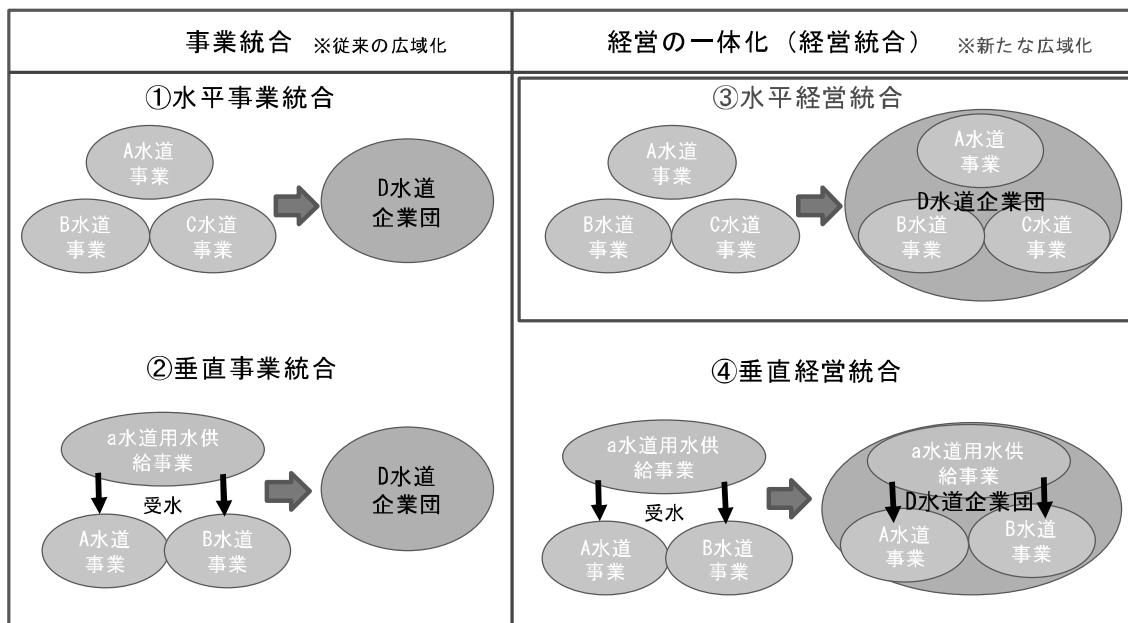 事業統合 ※従来の広域化
経営の一体化（経営統合） ※新たな広域化
①水平事業統合
A水道
事業
B水道
事業
C水道
事業
D水道
企業団
③水平経営統合
A水道
事業
B水道
事業
C水道
事業
A水道
事業
D水道企業団
B水道
事業
C水道
事業
②垂直事業統合
a水道用水供
給事業
受水
A水道
事業
B水道
事業
D水道
企業団
④垂直経営統合
a水道用水供
給事業
受水
A水道
事業
B水道
事業
a水道用水供
給事業
D水道企業団
A水道
事業
B水道
事業